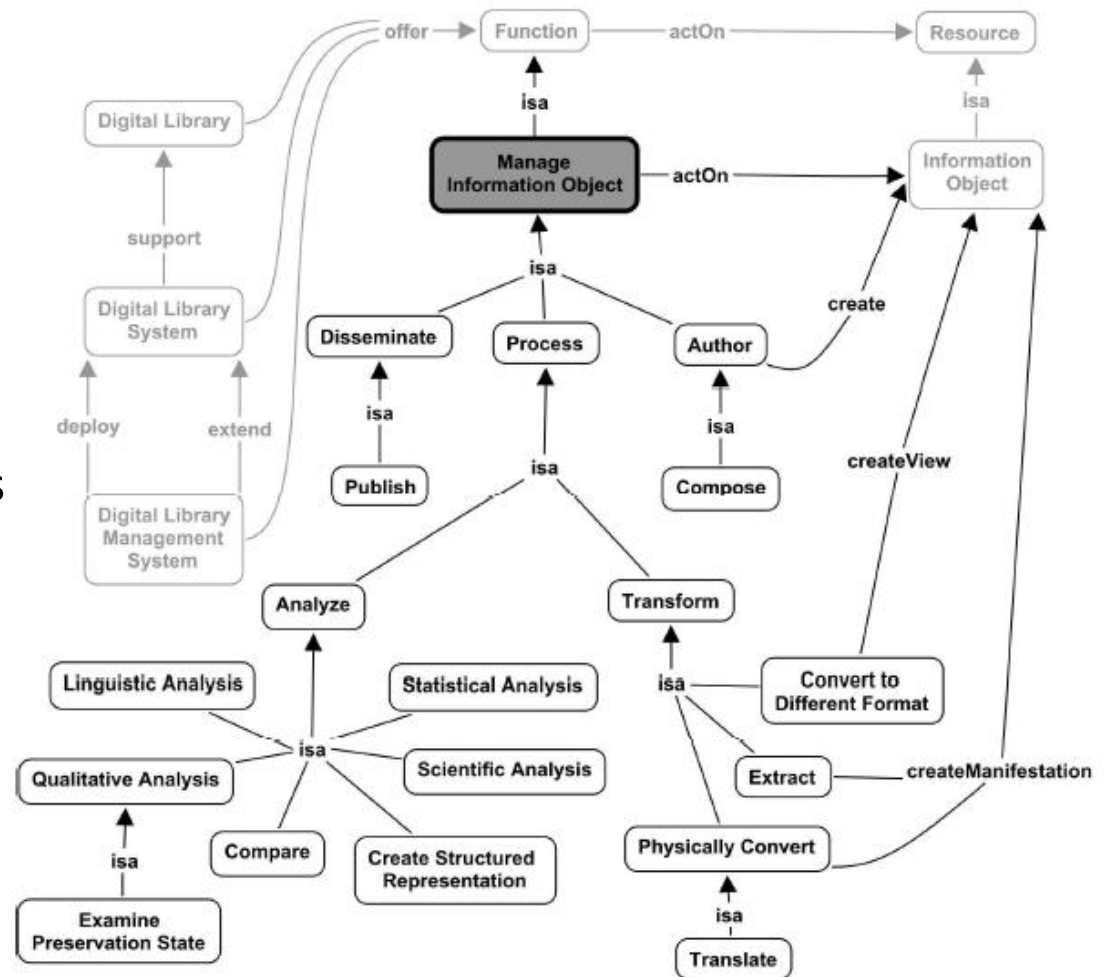 offer
Function
actOn
Resource
isa
isa
Digital Library
Manage
Information Object
actOn
Information
Object
support
isa
create
Digital Library
System
Disseminate
Process
Author
deploy
extend
isa
isa
createView
isa
Publish
Compose
s
Digital Library
Management
System
Analyze
Transform
Linguistic Analysis
Statistical Analysis
isa
Convert to
Different Format
isa
Qualitative Analysis
Scientific Analysis
Extract
createManifestation
Compare
Create Structured
Representation
Physically Convert
isa
Examine
Preservation State
isa
Translate